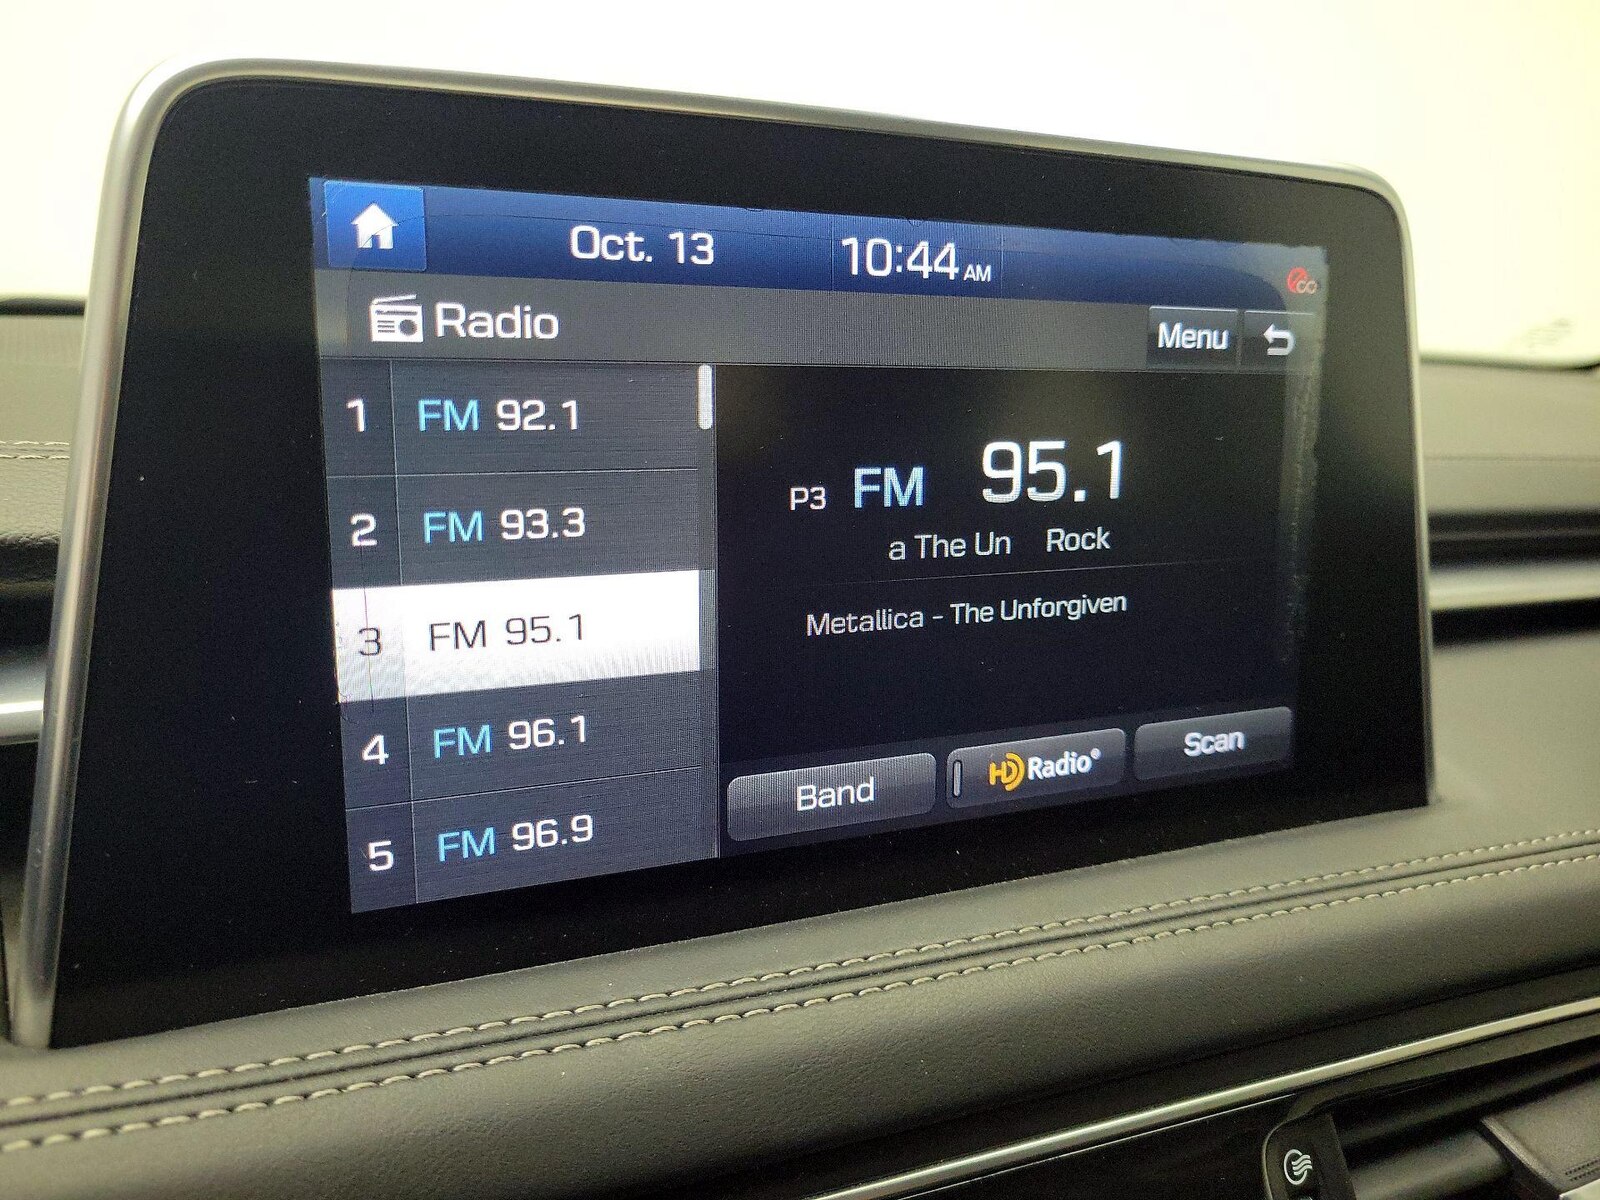 Oct. 13 10:44 AM
Radio Menu
1 FM 92.1
2 FM 93.3
3 FM 95.1
4 FM 96.1
5 FM 96.9
P3 FM 95.1
a The Un Rock
Metallica - The Unforgiven
Band HD Radio® Scan